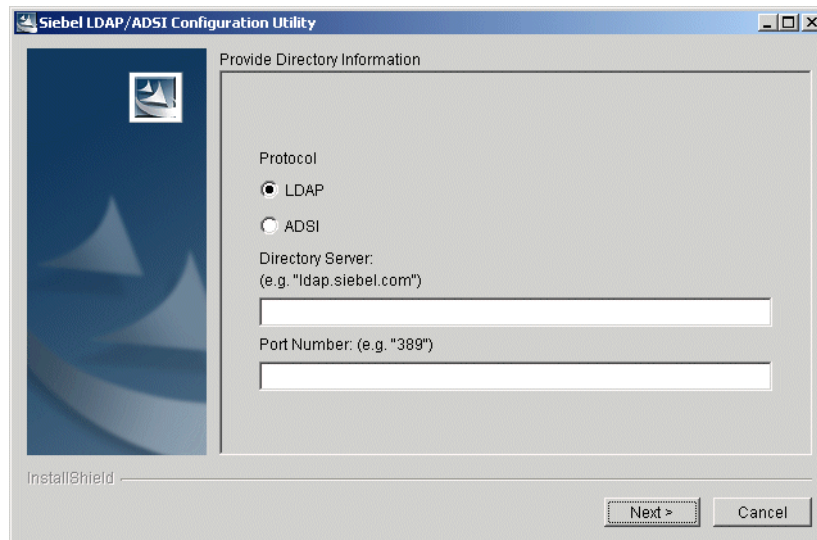 Siebel LDAP/ADSI Configuration Utility
Provide Directory Information
Protocol
LDAP
ADSI
Directory Server:
(e.g. "ldap.siebel.com")
Port Number: (e.g. "389")
InstallShield
Next >
Cancel